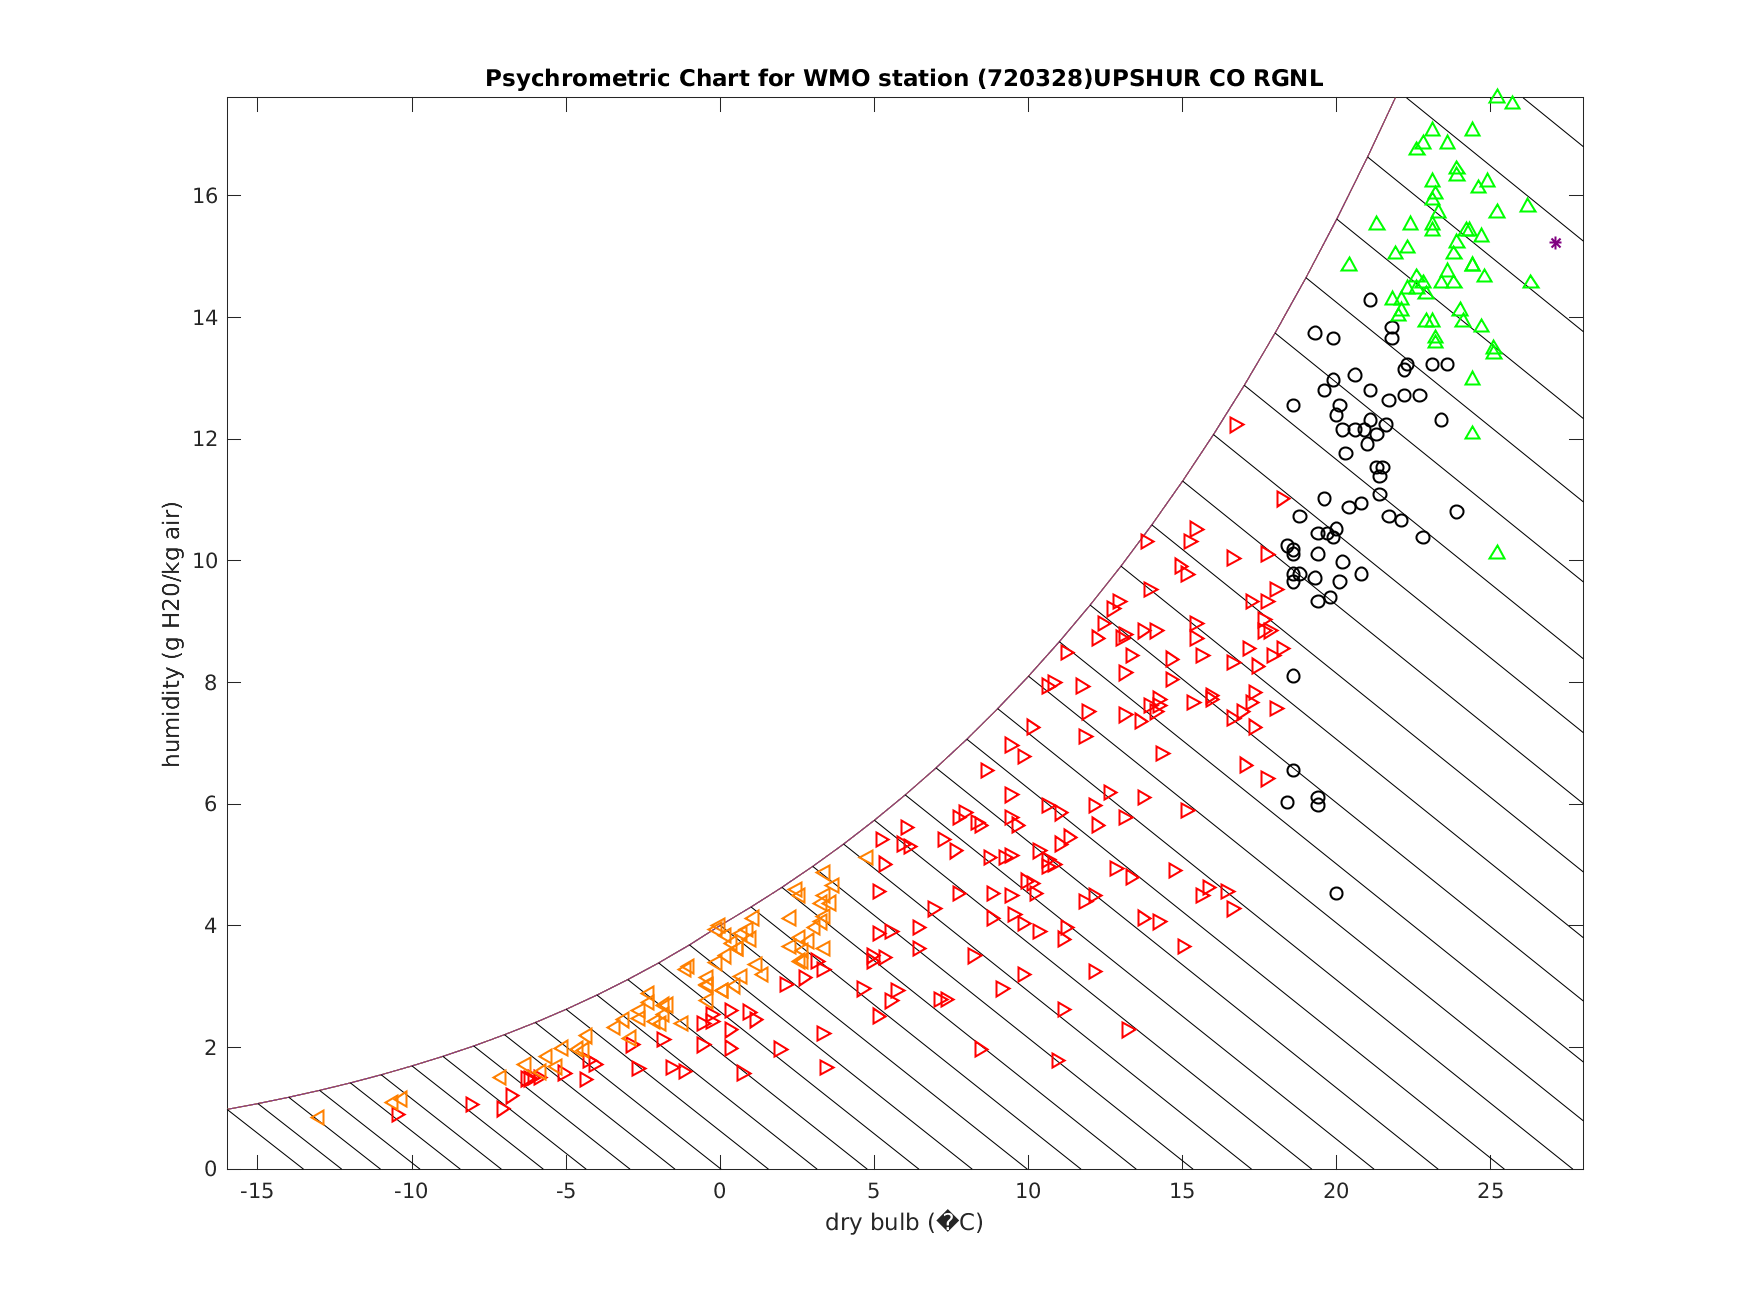 Psychrometric Chart for WMO station (720328)UPSHUR CO RGNL
humidity (g H20/kg air)
16
14
12
10
8
6
4
2
0
-15 -10 -5 0 5 10 15 20 25
dry bulb (�C)